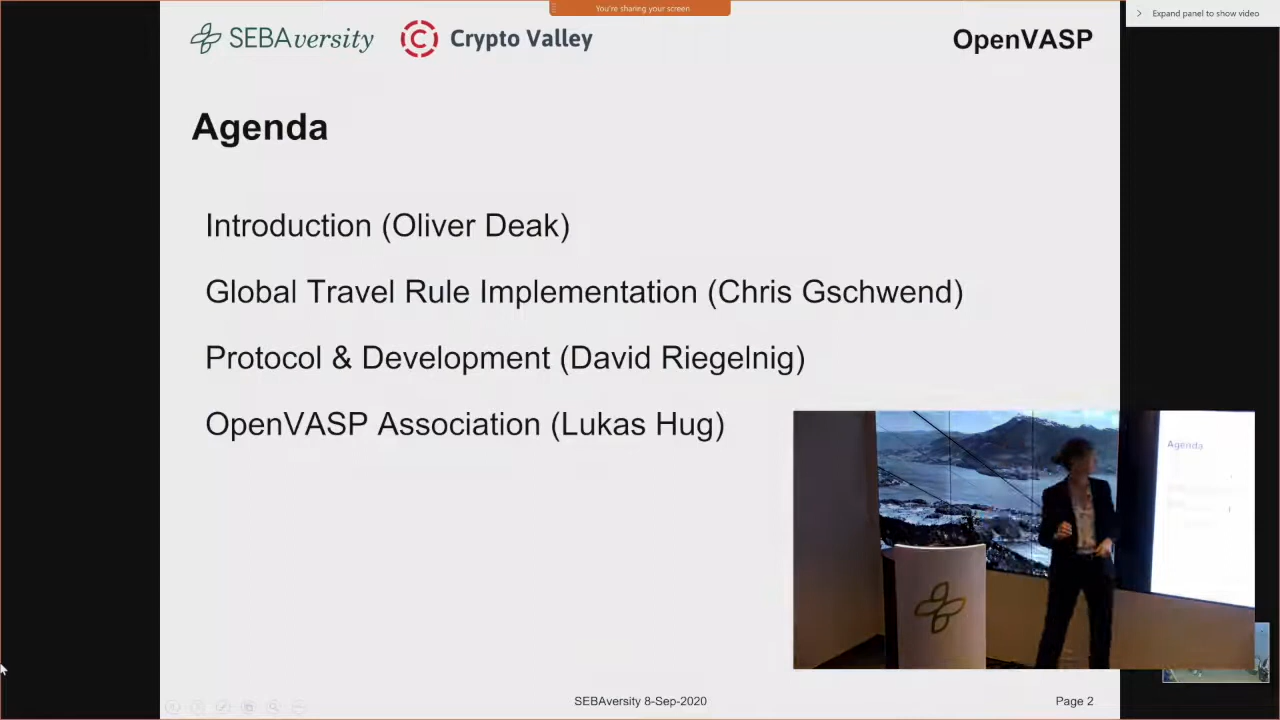 You're sharing your screen
Expand panel to show video
SEBAversity
Crypto Valley
OpenVASP
Agenda
Introduction (Oliver Deak)
Global Travel Rule Implementation (Chris Gschwend)
Protocol & Development (David Riegelnig)
OpenVASP Association (Lukas Hug)
Agenda
SEBAversity 8-Sep-2020
Page 2